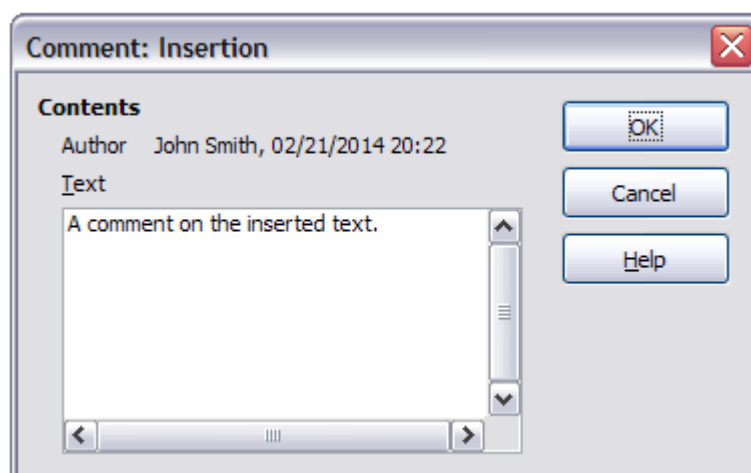 Comment: Insertion
Contents
Author John Smith, 02/21/2014 20:22
Text
A comment on the inserted text.
OK
Cancel
Help